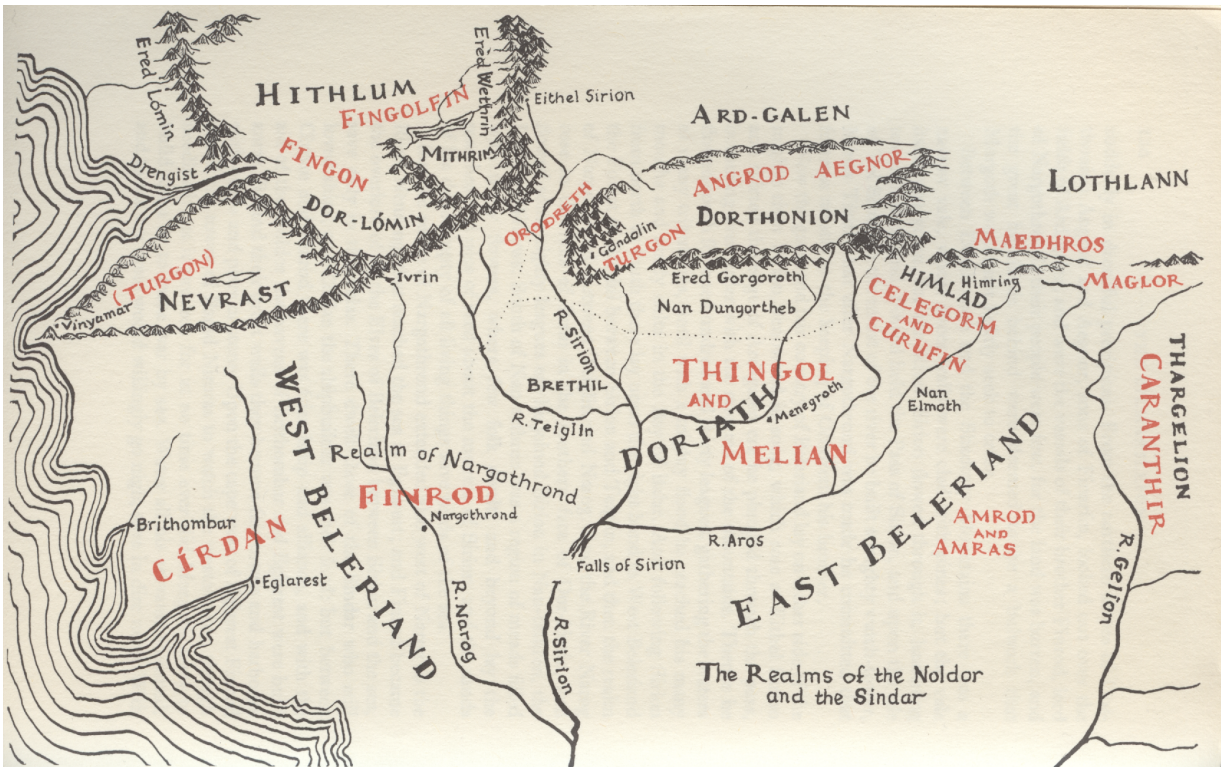 Ered Lómin
HITHLUM
FINGOLFIN
Ered Wethrin
Eithel Sirion
ARD-GALEN
Drengist
FINGON
MITHRIM
ANGROD AEGNOR
LOTHLANN
DOR-LÓMIN
ORODRETH
DORTHONION
Gondolin
TURGON
MAEDHROS
(TURGON)
NEVRAST
Ivrin
Ered Gorgoroth
HIMLAD
Himring
MAGLOR
Vinyamar
Nan Dungortheb
CELEGORM
AND
CURUFIN
R. Sirion
THARGELION
CARANTHIR
WEST BELERIAND
BRETHIL
THINGOL
AND
MELIAN
DORIATH
Menegroth
Nan
Elmoth
R. Teiglin
Realm of Nargothrond
FINROD
Nargothrond
Brithombar
CÍRDAN
Eglarest
R. Aros
EAST BELERIAND
AMROD
AND
AMRAS
Falls of Sirion
R. Narog
R. Sirion
R. Gelion
The Realms of the Noldor
and the Sindar